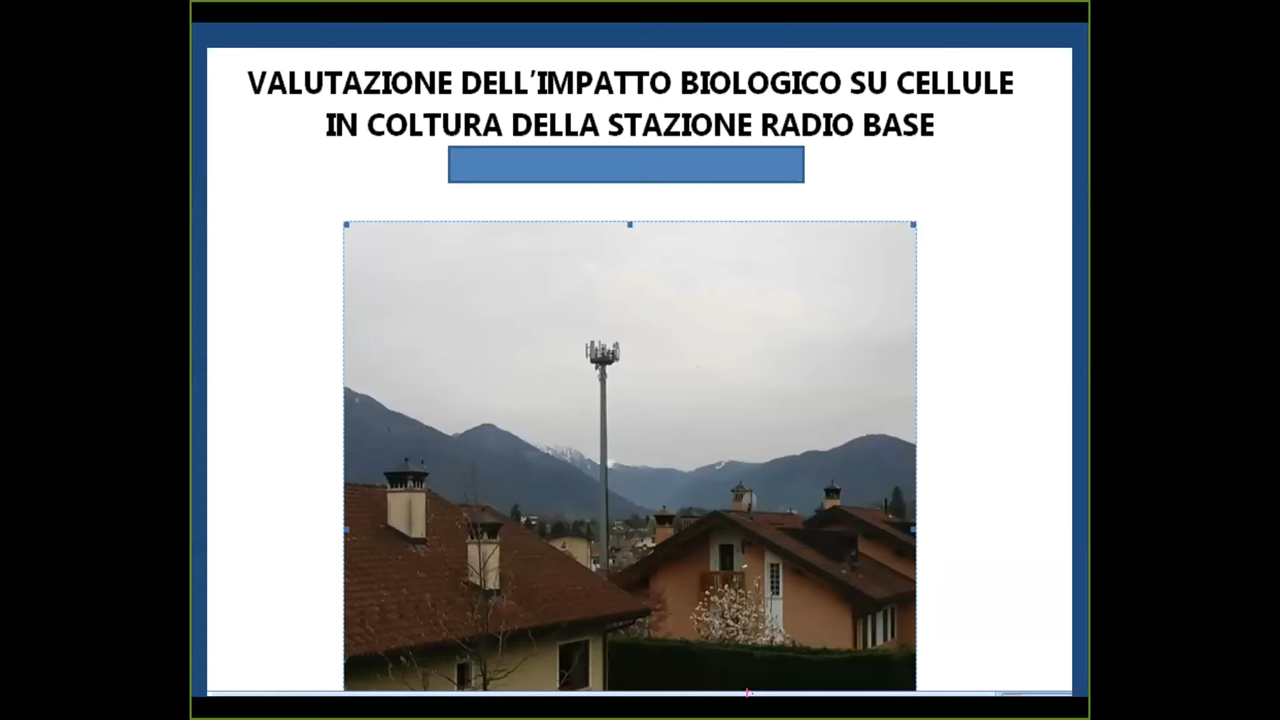 VALUTAZIONE DELL'IMPATTO BIOLOGICO SU CELLULE
IN COLTURA DELLA STAZIONE RADIO BASE